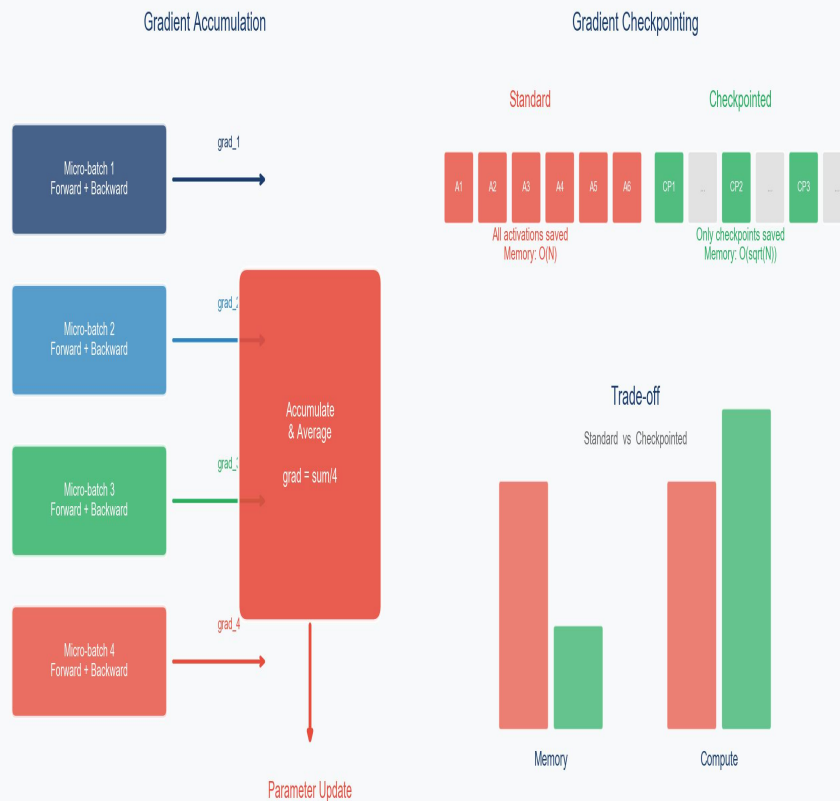 Gradient Accumulation
Micro-batch 1
Forward + Backward
grad_1
Micro-batch 2
Forward + Backward
grad_2
Micro-batch 3
Forward + Backward
grad_3
Micro-batch 4
Forward + Backward
grad_4
Accumulate
& Average
grad = sum/4
Parameter Update
Gradient Checkpointing
Standard
A1 A2 A3 A4 A5 A6
All activations saved
Memory: O(N)
Checkpointed
CP1 ... CP2 ... CP3 ...
Only checkpoints saved
Memory: O(sqrt(N))
Trade-off
Standard vs Checkpointed
Memory
Compute